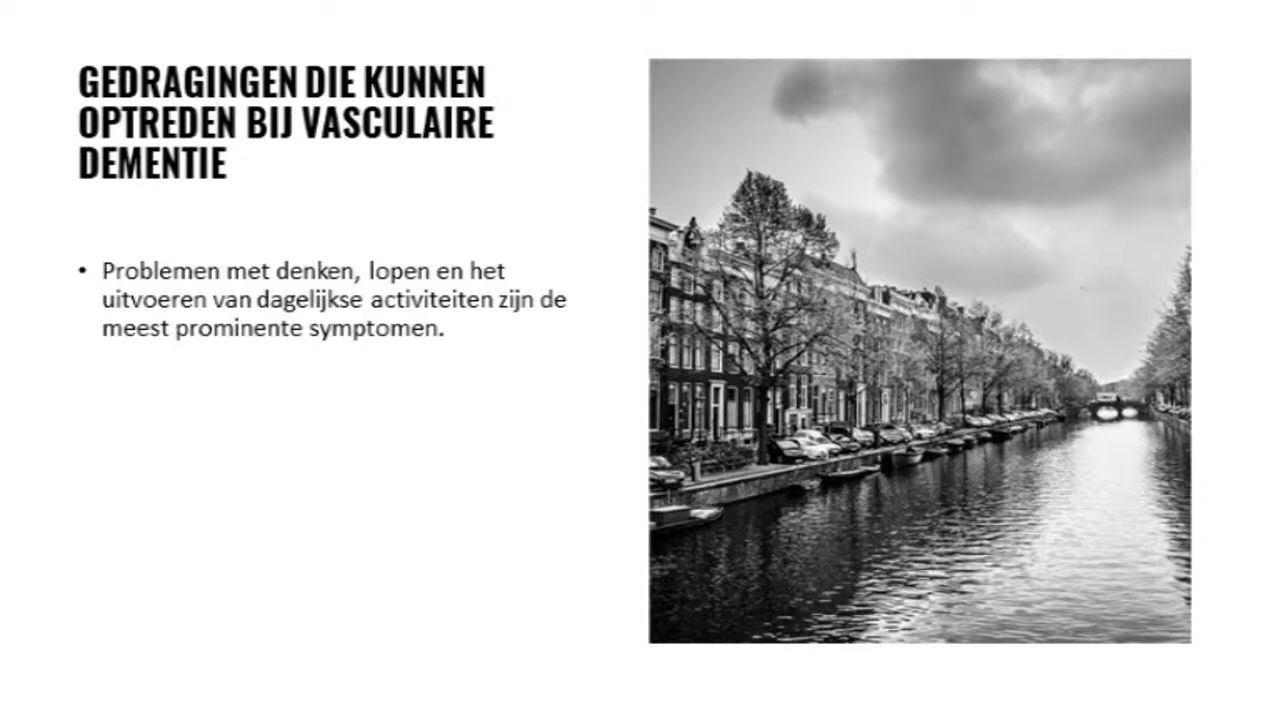 GEDRAGINGEN DIE KUNNEN
OPTREDEN BIJ VASCULAIRE
DEMENTIE
• Problemen met denken, lopen en het
uitvoeren van dagelijkse activiteiten zijn de
meest prominente symptomen.